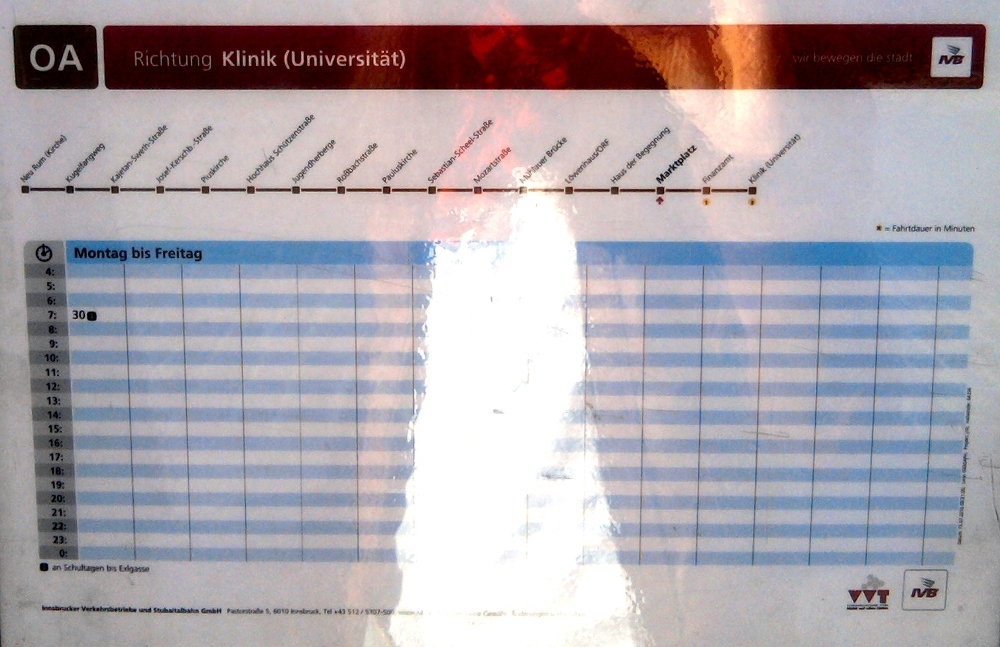 OA
Richtung Klinik (Universität)
wir bewegen die stadt
IVB
Neu Rum (Kirche)
Kugelfangweg
Kajetan-Sweth-Straße
Josef-Kerschb.-Straße
Piuskirche
Hochhaus Schützenstraße
Jugendherberge
Roßbachstraße
Pauluskirche
Sebastian-Scheel-Straße
Mozartstraße
Mühlauer Brücke
Löwenhaus/ORF
Haus der Begegnung
Marktplatz
Finanzamt
Klinik (Universität)
= Fahrtdauer in Minuten
Montag bis Freitag
4:
5:
6:
7: 30
8:
9:
10:
11:
12:
13:
14:
15:
16:
17:
18:
19:
20:
21:
22:
23:
0:
an Schultagen bis Exlgasse
VVT
IVB
Innsbrucker Verkehrsbetriebe und Stubaitalbahn GmbH Pastorstraße 5, 6010 Innsbruck, Tel +43 512 / 5307-500